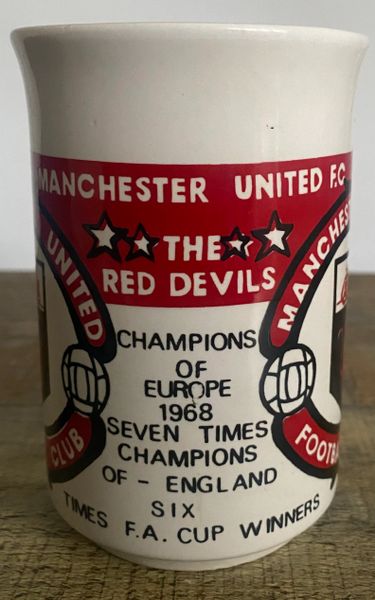 MANCHESTER UNITED F.C
THE
RED DEVILS
UNITED
CLUB
MANCHESTER
FOOTBA
CHAMPIONS
OF
EUROPE
1968
SEVEN TIMES
CHAMPIONS
OF - ENGLAND
SIX
TIMES F.A. CUP WINNERS